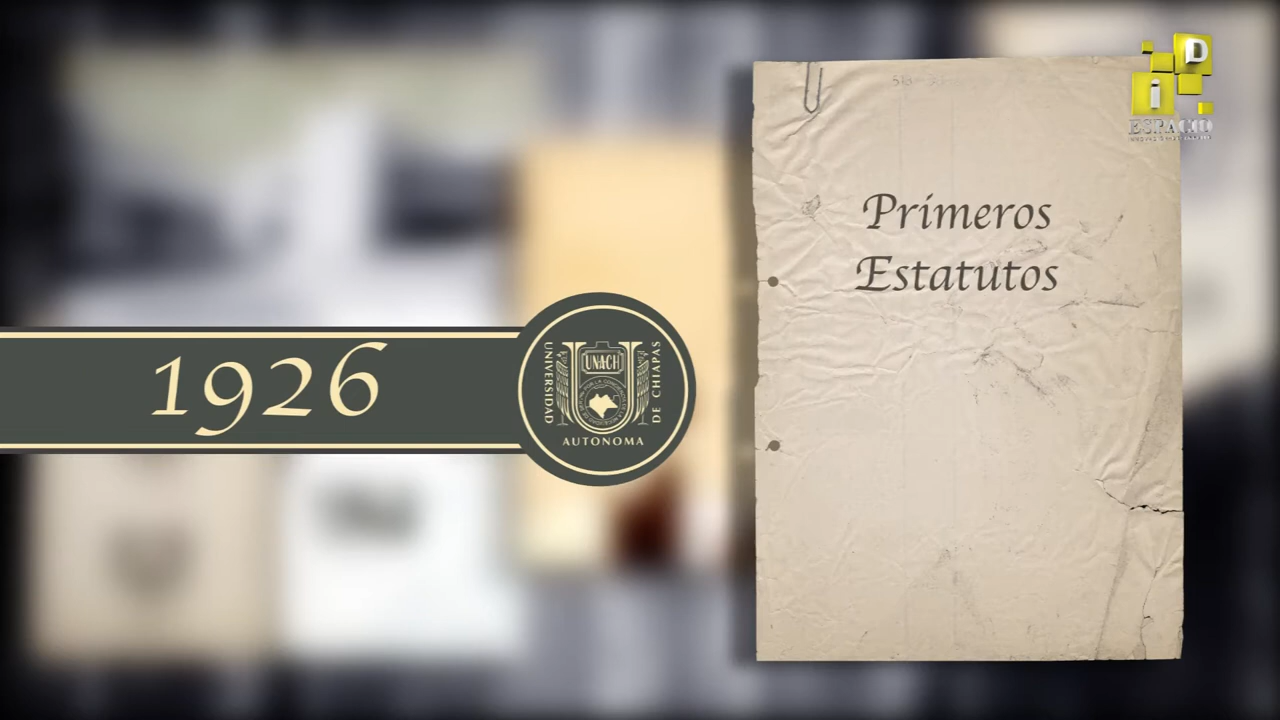 1926
UNIVERSIDAD
AUTONOMA
DE CHIAPAS
UNACH
Primeros
Estatutos
D
i
ESPACIO